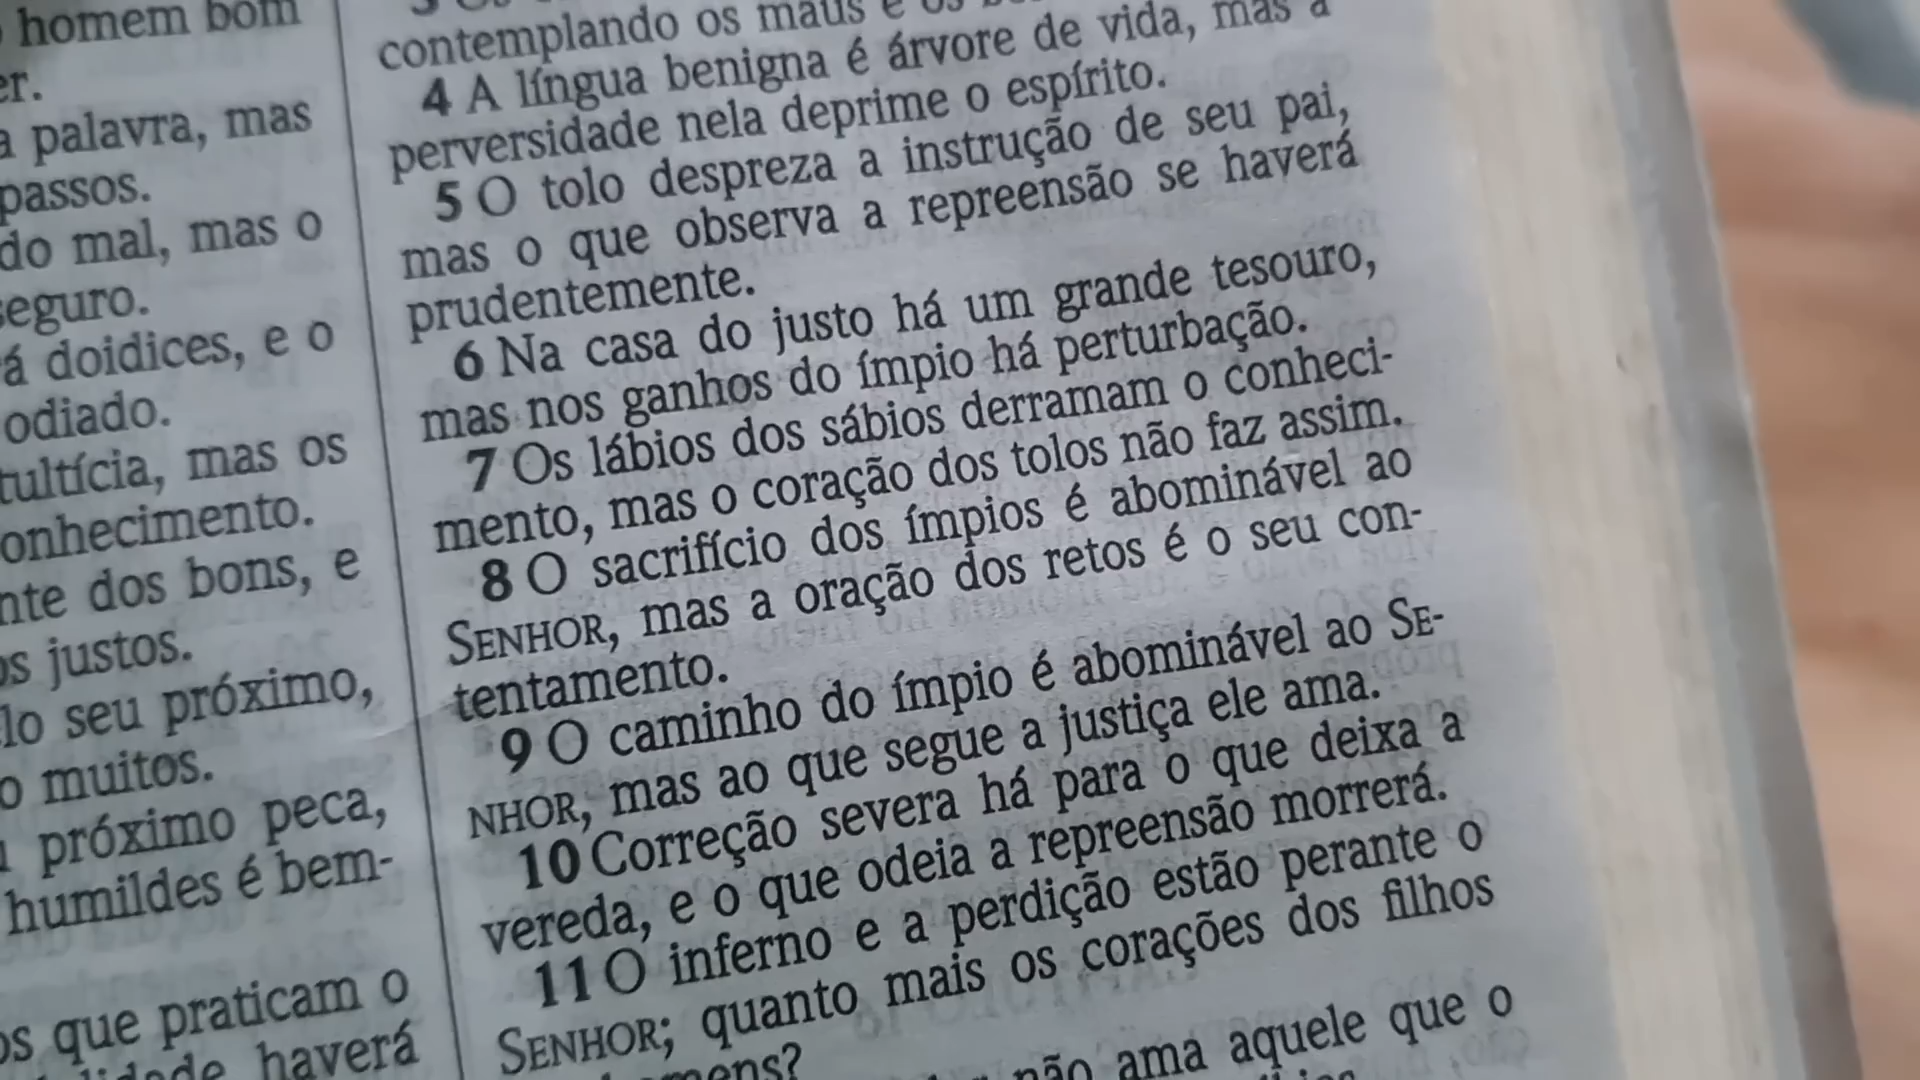 homem bom
er.
a palavra, mas
passos.
do mal, mas o
seguro.
á doidices, e o
odiado.
tultícia, mas os
onhecimento.
nte dos bons, e
os justos.
lo seu próximo,
o muitos.
próximo peca,
humildes é bem-
os que praticam o
haverá
contemplando os maus e os
4 A língua benigna é árvore de vida, mas a
perversidade nela deprime o espírito.
5 O tolo despreza a instrução de seu pai,
mas o que observa a repreensão se haverá
prudentemente.
6 Na casa do justo há um grande tesouro,
mas nos ganhos do ímpio há perturbação.
7 Os lábios dos sábios derramam o conheci-
mento, mas o coração dos tolos não faz assim.
8 O sacrifício dos ímpios é abominável ao
SENHOR, mas a oração dos retos é o seu con-
tentamento.
9 O caminho do ímpio é abominável ao SE-
NHOR, mas ao que segue a justiça ele ama.
10 Correção severa há para o que deixa a
vereda, e o que odeia a repreensão morrerá.
11 O inferno e a perdição estão perante o
SENHOR; quanto mais os corações dos filhos
não ama aquele que o